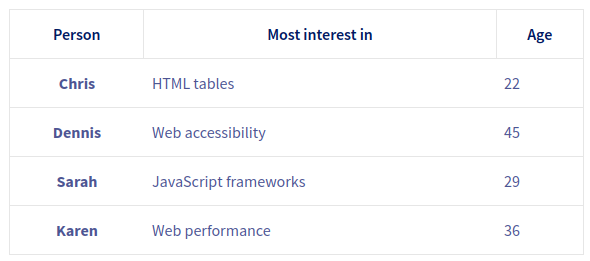 Person Most interest in Age
Chris HTML tables 22
Dennis Web accessibility 45
Sarah JavaScript frameworks 29
Karen Web performance 36